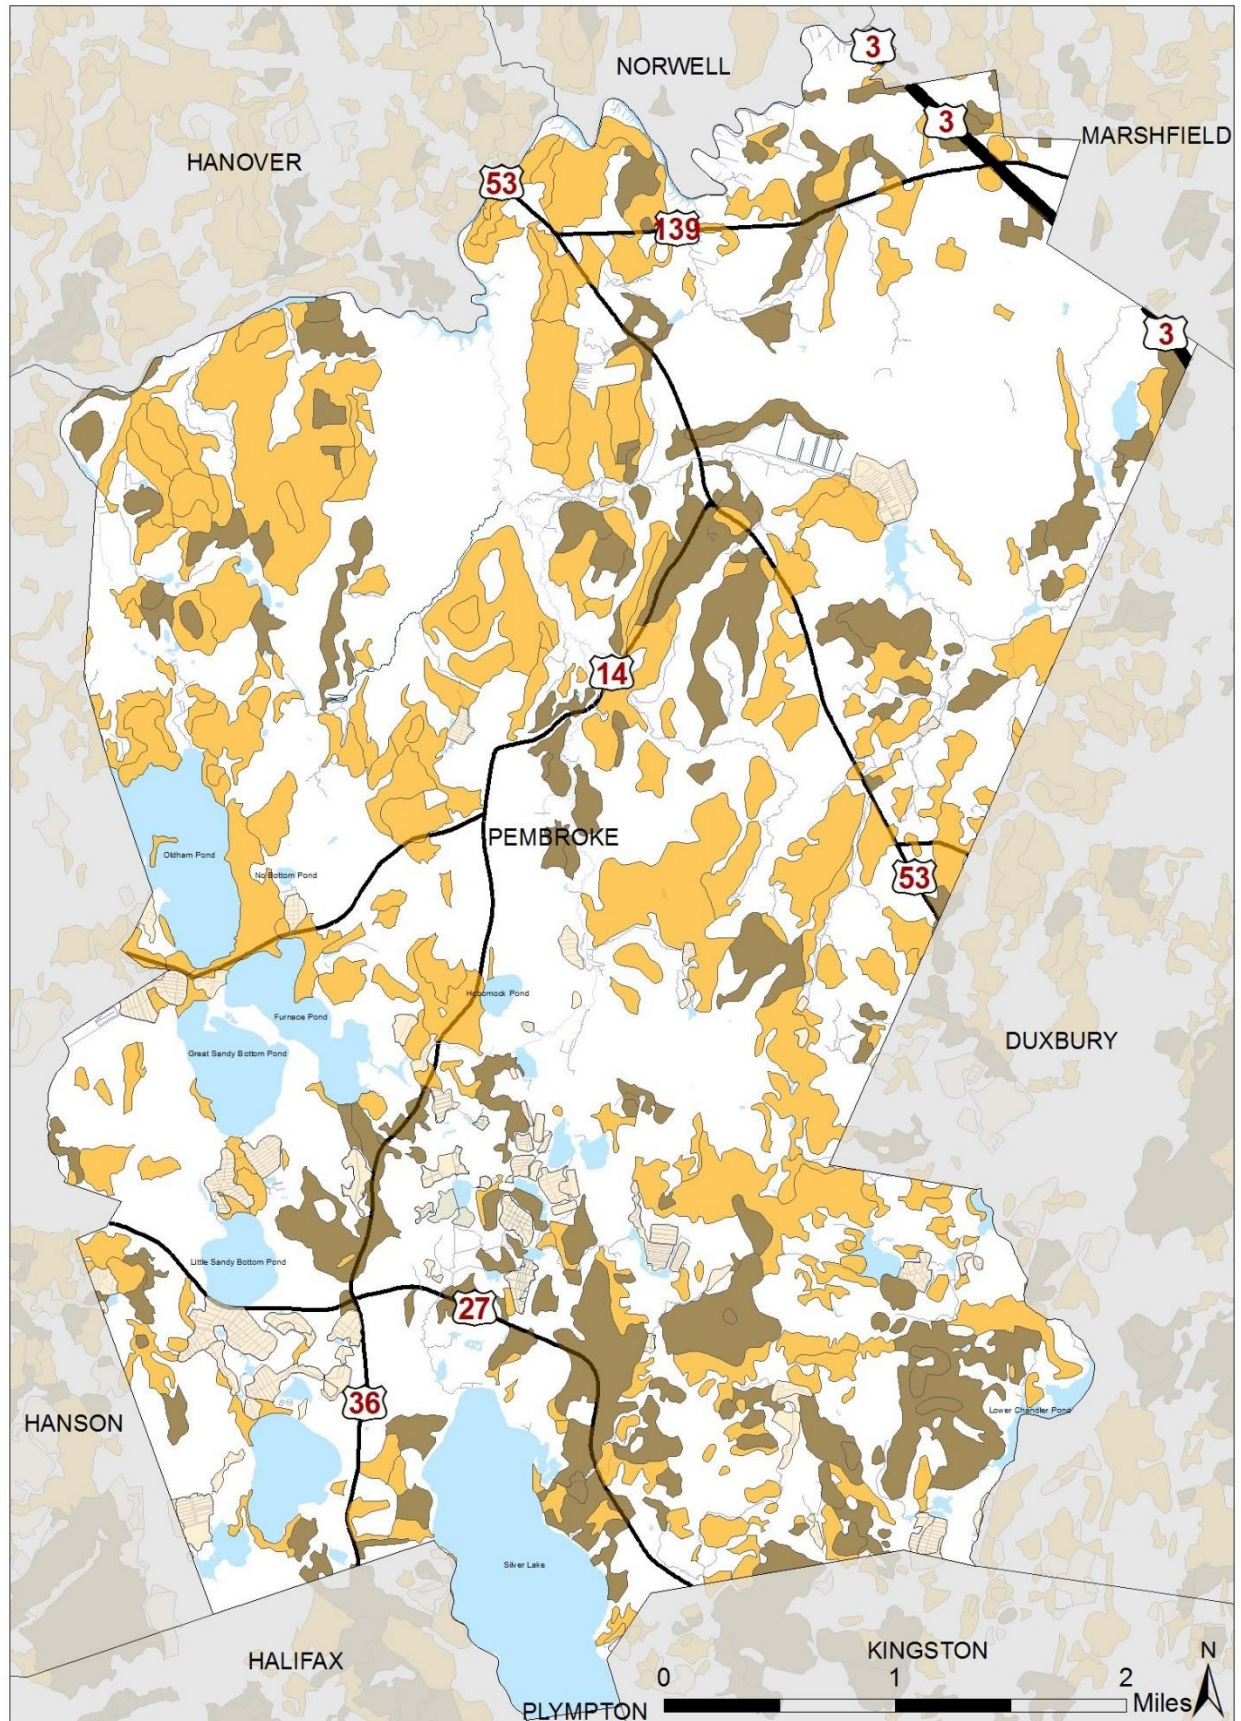 3
NORWELL
3
MARSHFIELD
HANOVER
53
139
3
14
PEMBROKE
Oldham Pond
No Bottom Pond
53
Hobomock Pond
Furnace Pond
Great Sandy Bottom Pond
DUXBURY
Little Sandy Bottom Pond
27
36
HANSON
Lower Chandler Pond
Silver Lake
HALIFAX
KINGSTON
N
0 1 2
Miles
PLYMPTON